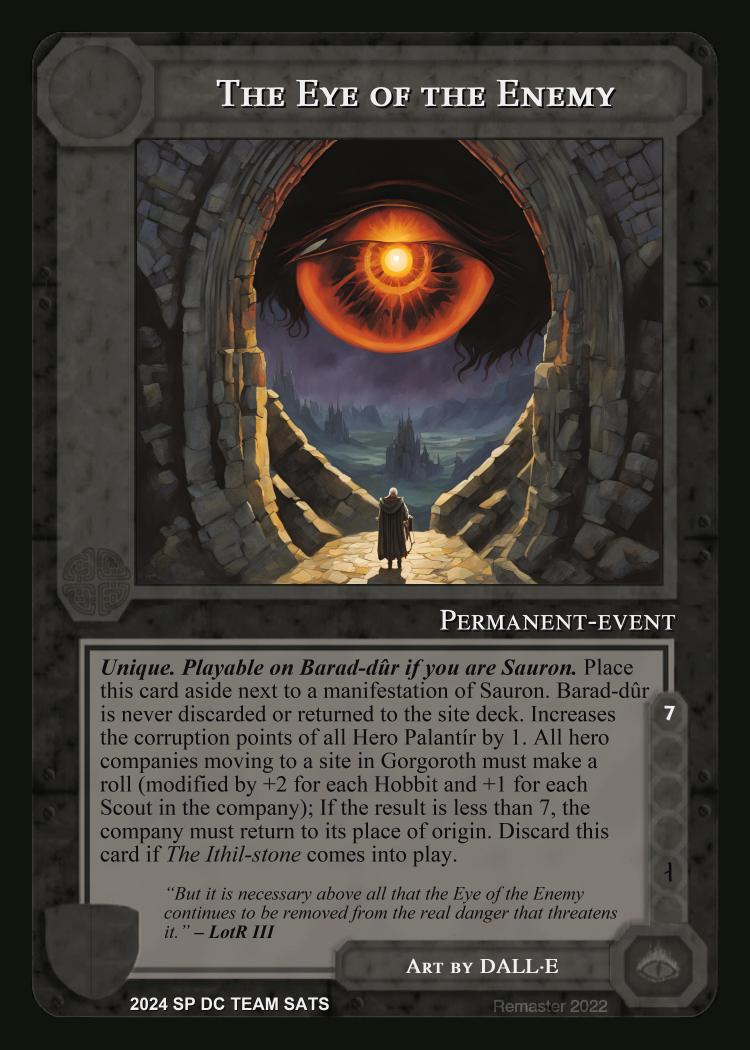 The Eye of the Enemy
Permanent-event
Unique. Playable on Barad-dûr if you are Sauron. Place
this card aside next to a manifestation of Sauron. Barad-dûr
is never discarded or returned to the site deck. Increases
the corruption points of all Hero Palantír by 1. All hero
companies moving to a site in Gorgoroth must make a
roll (modified by +2 for each Hobbit and +1 for each
Scout in the company); If the result is less than 7, the
company must return to its place of origin. Discard this
card if The Ithil-stone comes into play.
7
“But it is necessary above all that the Eye of the Enemy
continues to be removed from the real danger that threatens
it.” – LotR III
Art by DALL·E
2024 SP DC TEAM SATS
Remaster 2022